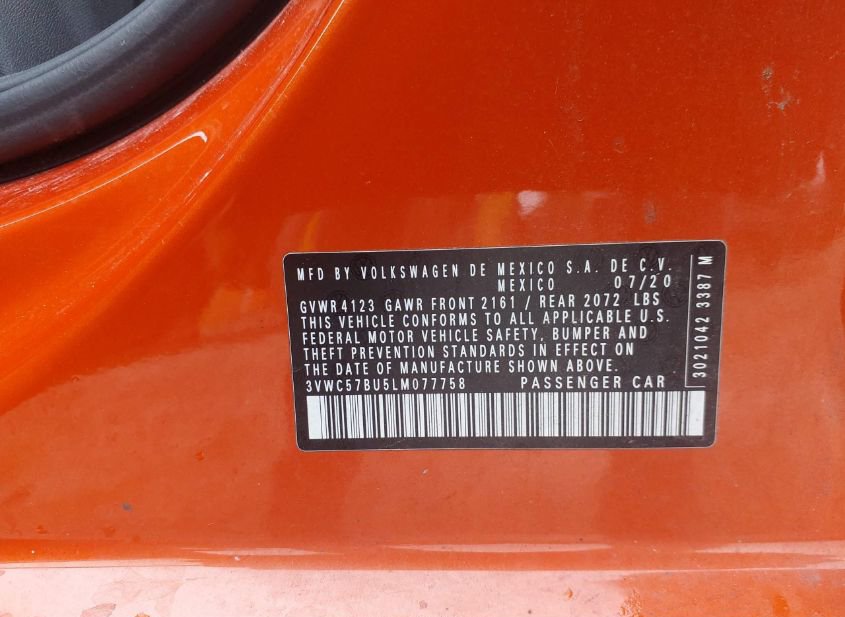 MFD BY VOLKSWAGEN DE MEXICO S.A. DE C.V.
MEXICO 07/20
GVWR 4123 GAWR FRONT 2161 / REAR 2072 LBS
THIS VEHICLE CONFORMS TO ALL APPLICABLE U.S.
FEDERAL MOTOR VEHICLE SAFETY, BUMPER AND
THEFT PREVENTION STANDARDS IN EFFECT ON
THE DATE OF MANUFACTURE SHOWN ABOVE.
3VWC57BU5LM077758 PASSENGER CAR
3021042 3387 M